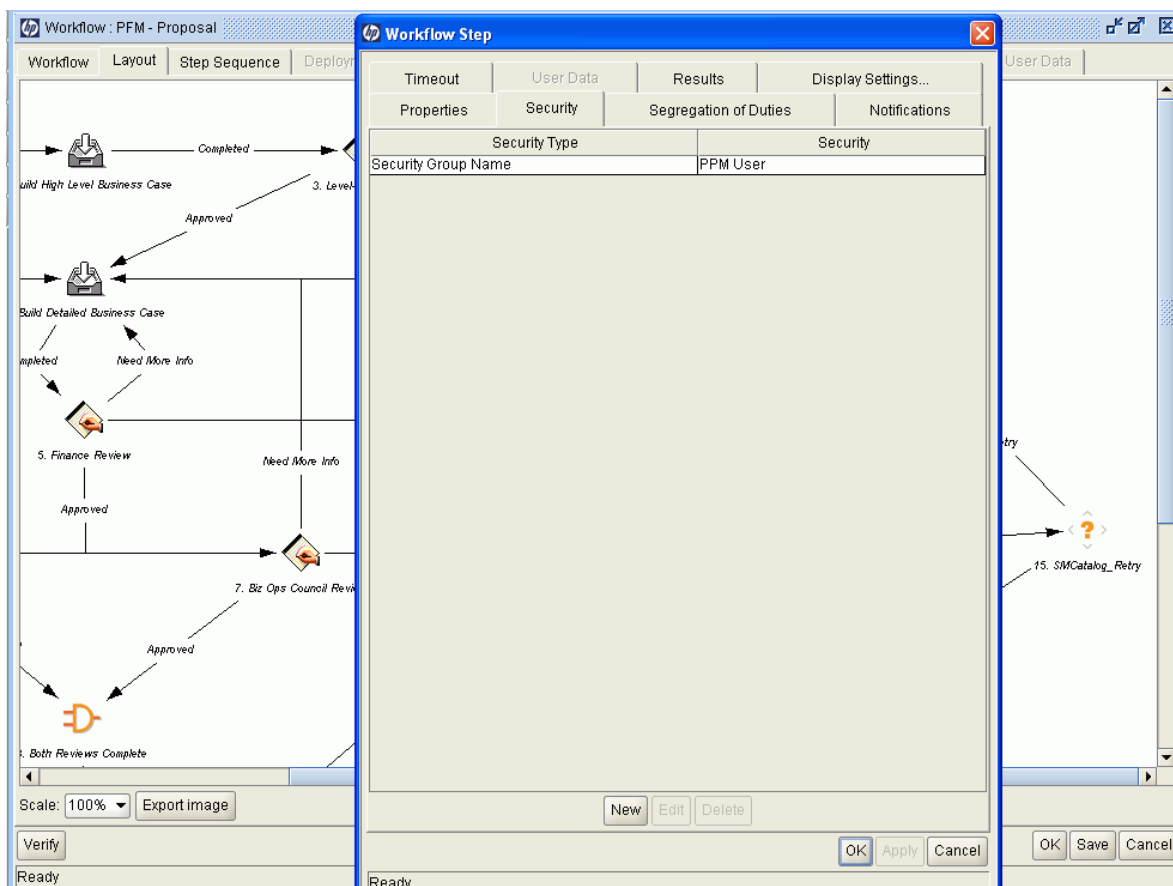 hp Workflow : PFM - Proposal
Workflow Layout Step Sequence
User Data
Completed
uild High Level Business Case
3. Level-
Approved
Build Detailed Business Case
mpleted
Need More Info
5. Finance Review
Need More Info
Approved
7. Biz Ops Council Revie
Approved
. Both Reviews Complete
etry
15. SMCatalog_Retry
Scale: 100% Export image
Verify
OK Save Cancel
Ready
hp Workflow Step
Timeout User Data Results Display Settings...
Properties Security Segregation of Duties Notifications
Security Type Security
Security Group Name PPM User
New Edit Delete
OK Apply Cancel
Ready